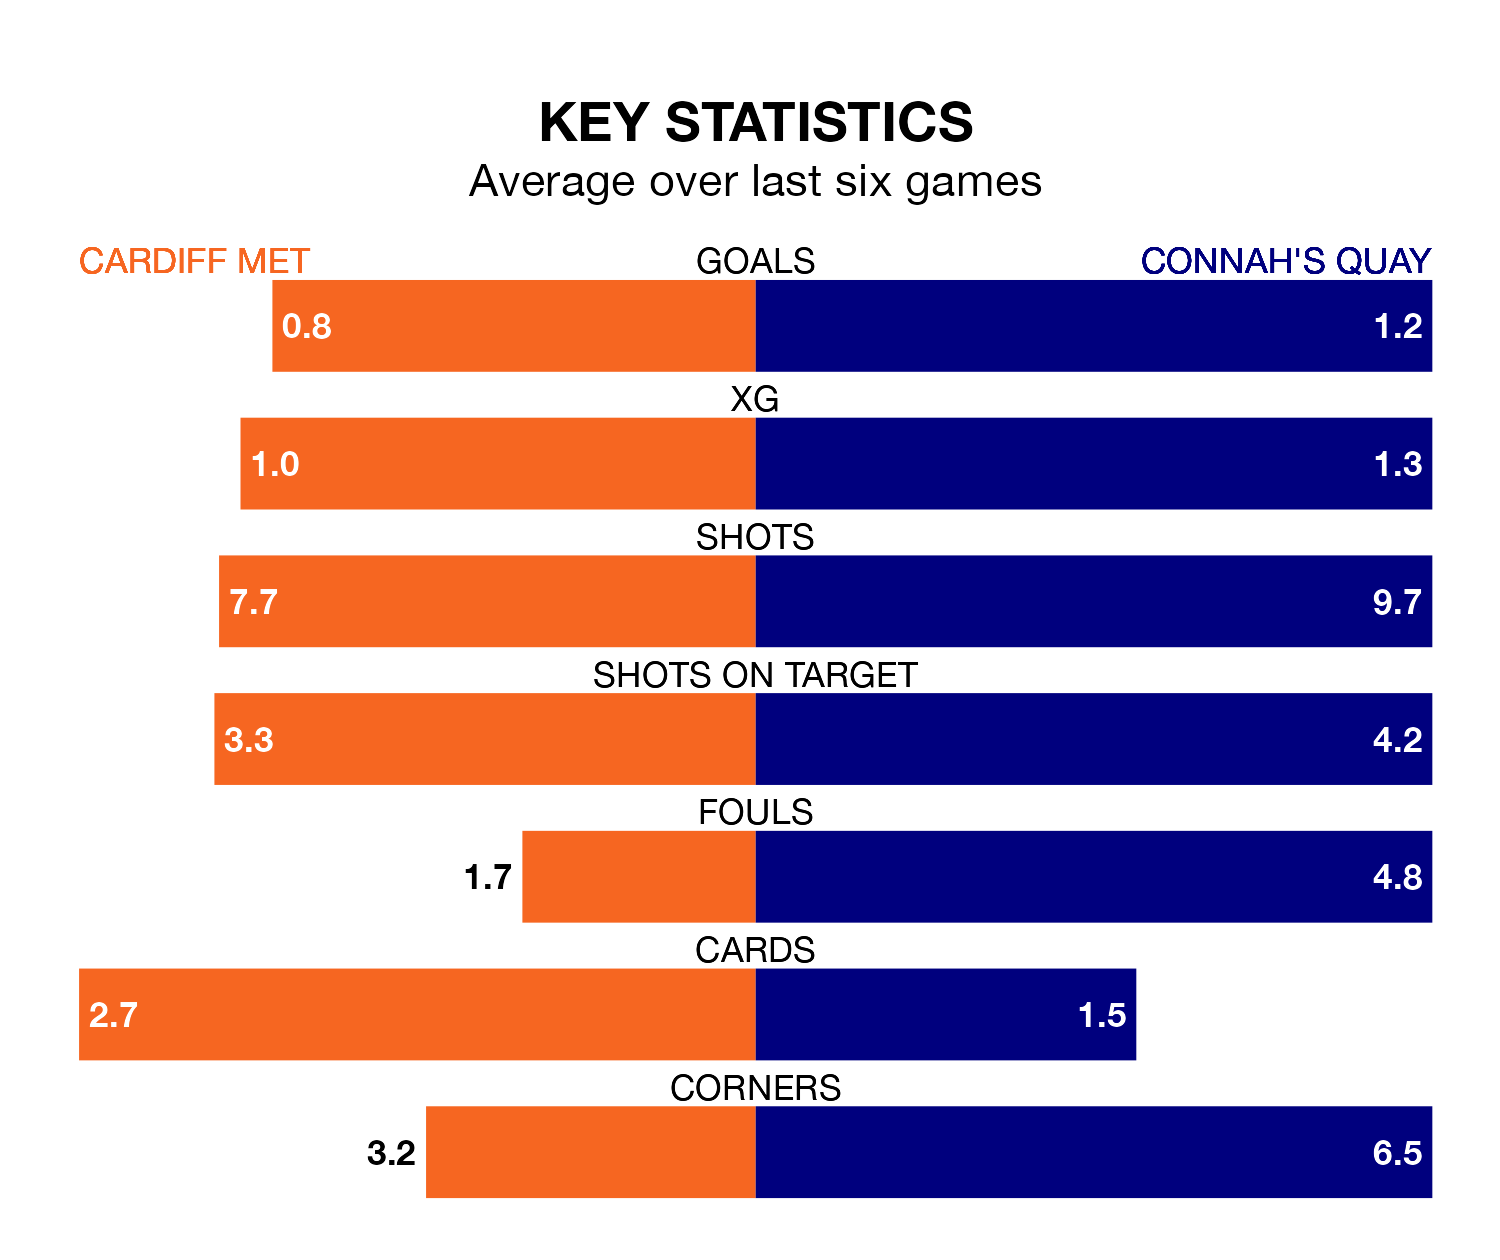 KEY STATISTICS
Average over last six games
CARDIFF MET GOALS CONNAH'S QUAY
0.8 1.2
XG
1.0 1.3
SHOTS
7.7 9.7
SHOTS ON TARGET
3.3 4.2
FOULS
1.7 4.8
CARDS
2.7 1.5
CORNERS
3.2 6.5